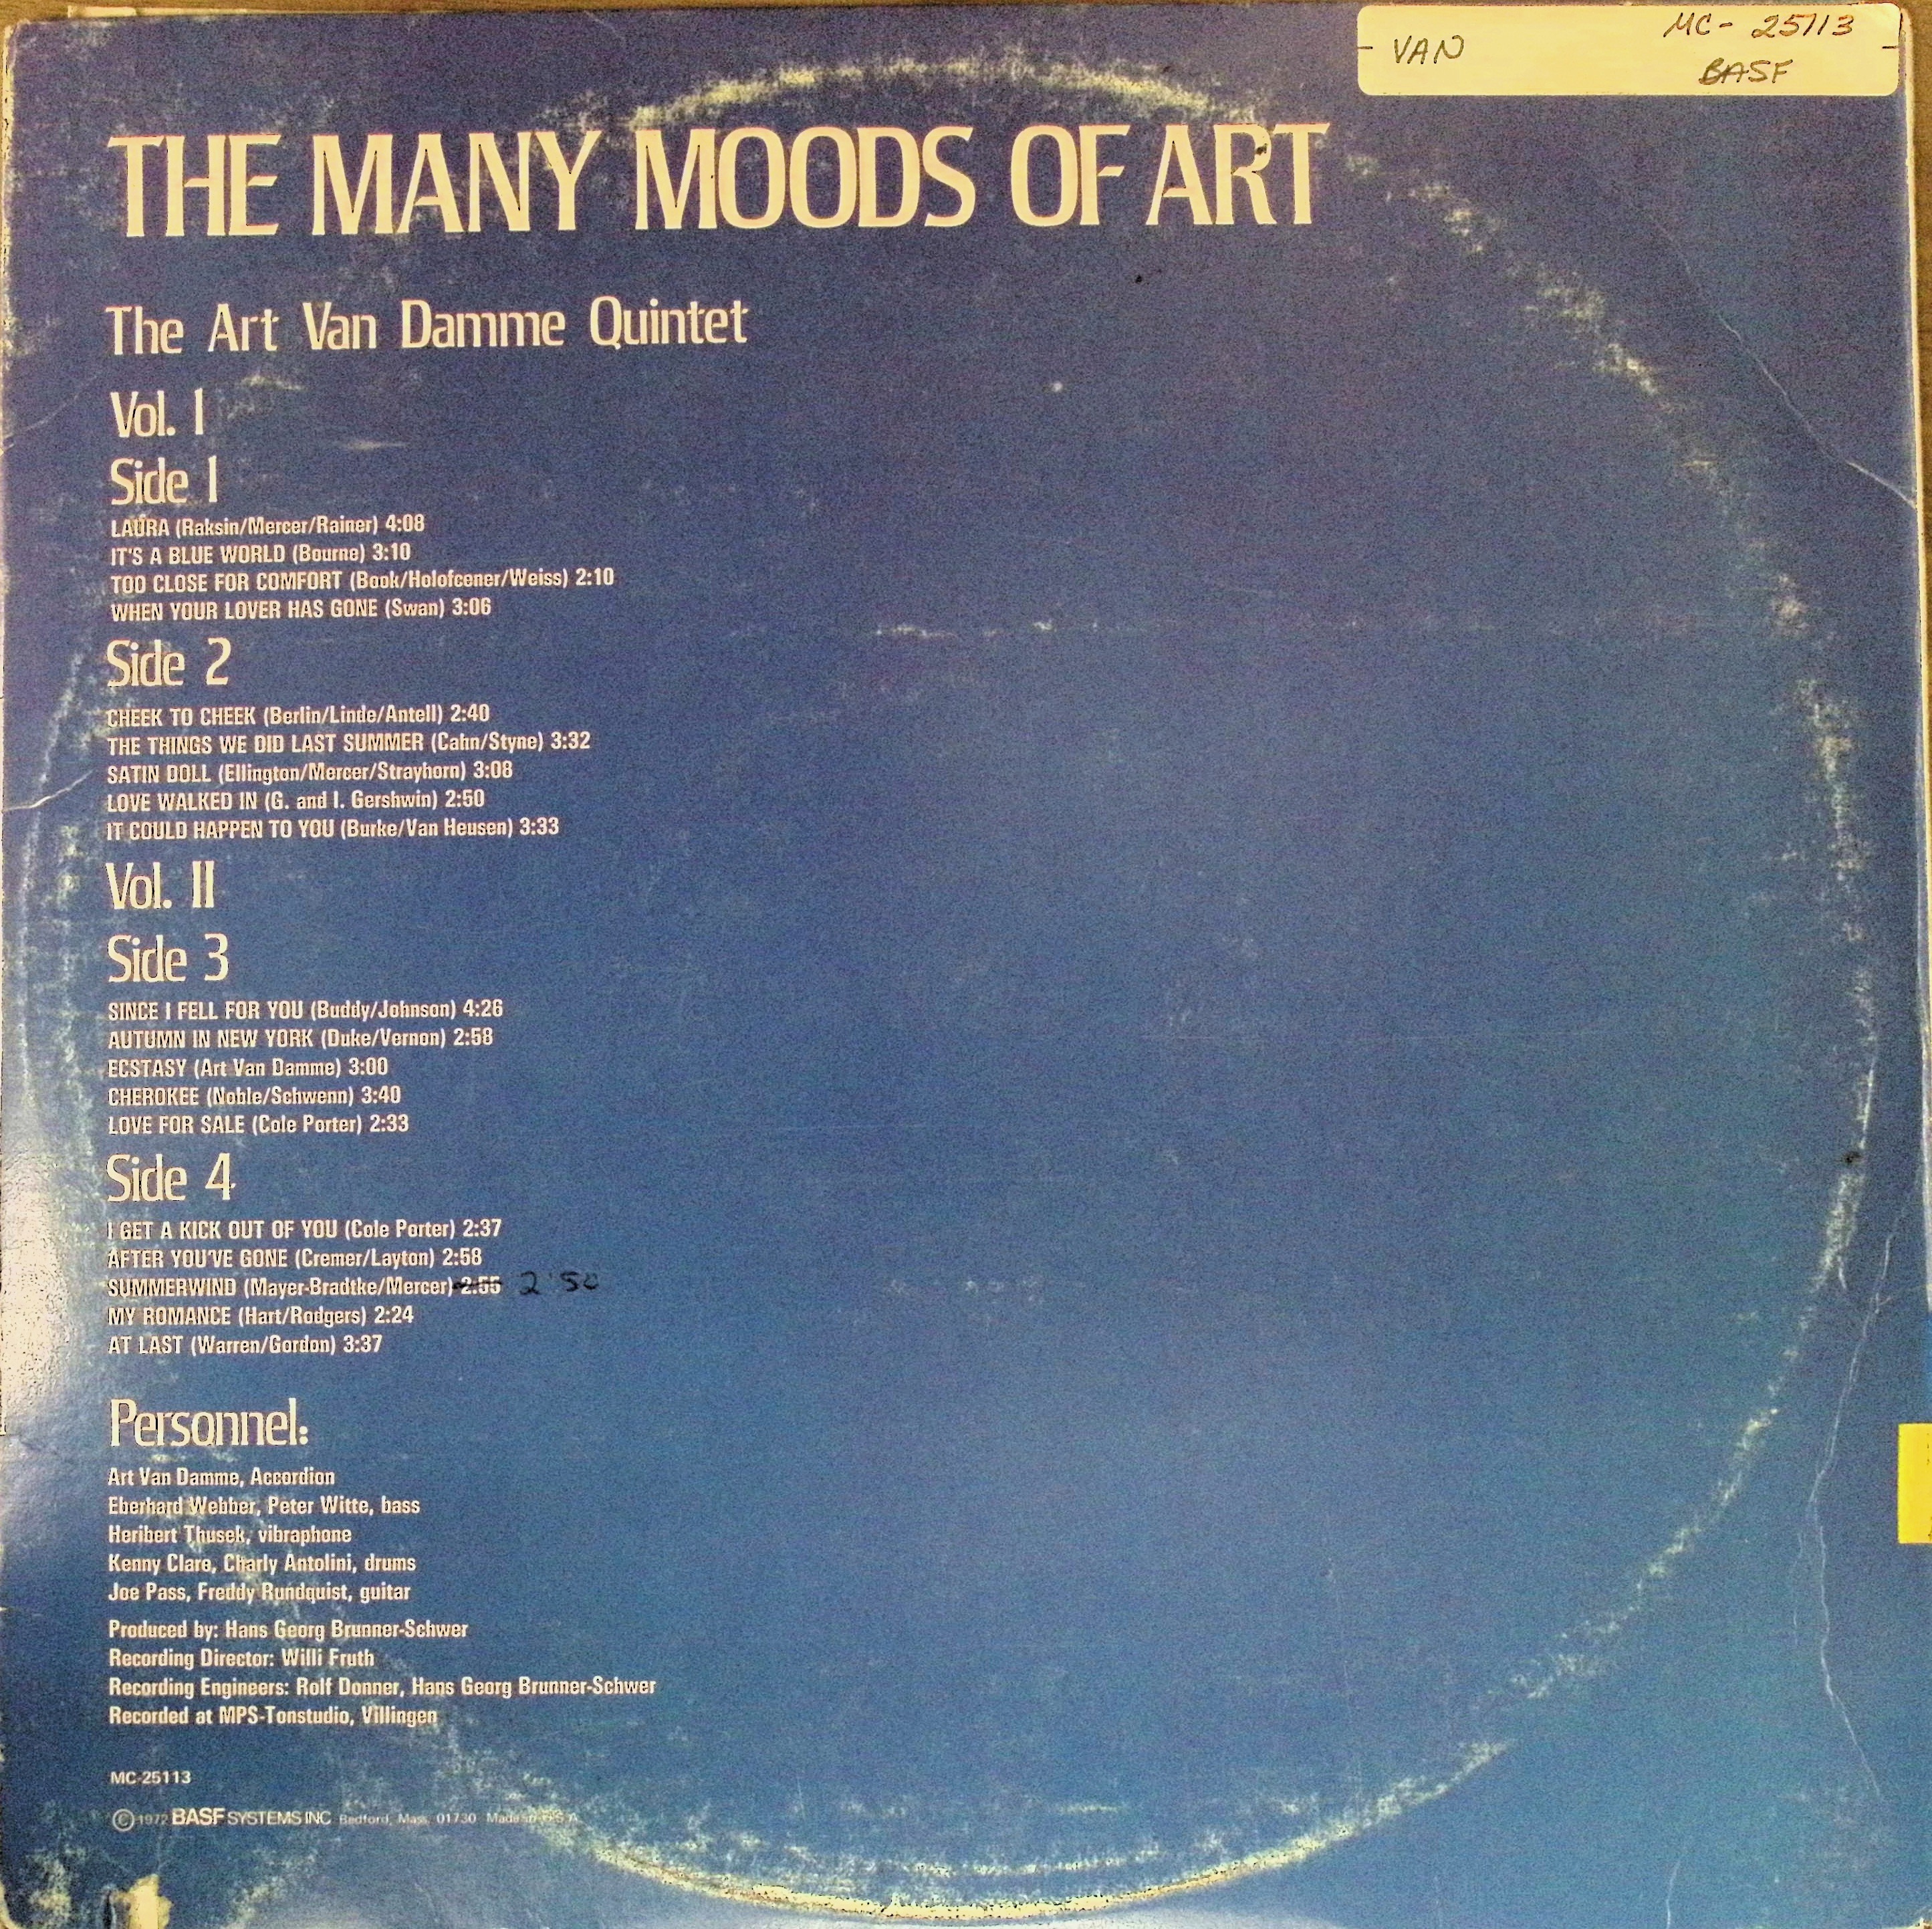 VAN
MC- 25113
BASF
THE MANY MOODS OF ART
The Art Van Damme Quintet
Vol. I
Side 1
LAURA (Raksin/Mercer/Rainer) 4:08
IT'S A BLUE WORLD (Bourne) 3:10
TOO CLOSE FOR COMFORT (Book/Holofcener/Weiss) 2:10
WHEN YOUR LOVER HAS GONE (Swan) 3:06
Side 2
CHEEK TO CHEEK (Berlin/Linde/Antell) 2:40
THE THINGS WE DID LAST SUMMER (Cahn/Styne) 3:32
SATIN DOLL (Ellington/Mercer/Strayhorn) 3:08
LOVE WALKED IN (G. and I. Gershwin) 2:50
IT COULD HAPPEN TO YOU (Burke/Van Heusen) 3:33
Vol. II
Side 3
SINCE I FELL FOR YOU (Buddy/Johnson) 4:26
AUTUMN IN NEW YORK (Duke/Vernon) 2:58
ECSTASY (Art Van Damme) 3:00
CHEROKEE (Noble/Schwenn) 3:40
LOVE FOR SALE (Cole Porter) 2:33
Side 4
I GET A KICK OUT OF YOU (Cole Porter) 2:37
AFTER YOU'VE GONE (Cremer/Layton) 2:58
SUMMERWIND (Mayer-Bradtke/Mercer) 2:55 2:50
MY ROMANCE (Hart/Rodgers) 2:24
AT LAST (Warren/Gordon) 3:37
Personnel:
Art Van Damme, Accordion
Eberhard Webber, Peter Witte, bass
Heribert Thusek, vibraphone
Kenny Clare, Charly Antolini, drums
Joe Pass, Freddy Rundquist, guitar
Produced by: Hans Georg Brunner-Schwer
Recording Director: Willi Fruth
Recording Engineers: Rolf Donner, Hans Georg Brunner-Schwer
Recorded at MPS-Tonstudio, Villingen
MC-25113
© 1972 BASF SYSTEMS INC Bedford, Mass. 01730 Made in U.S.A.